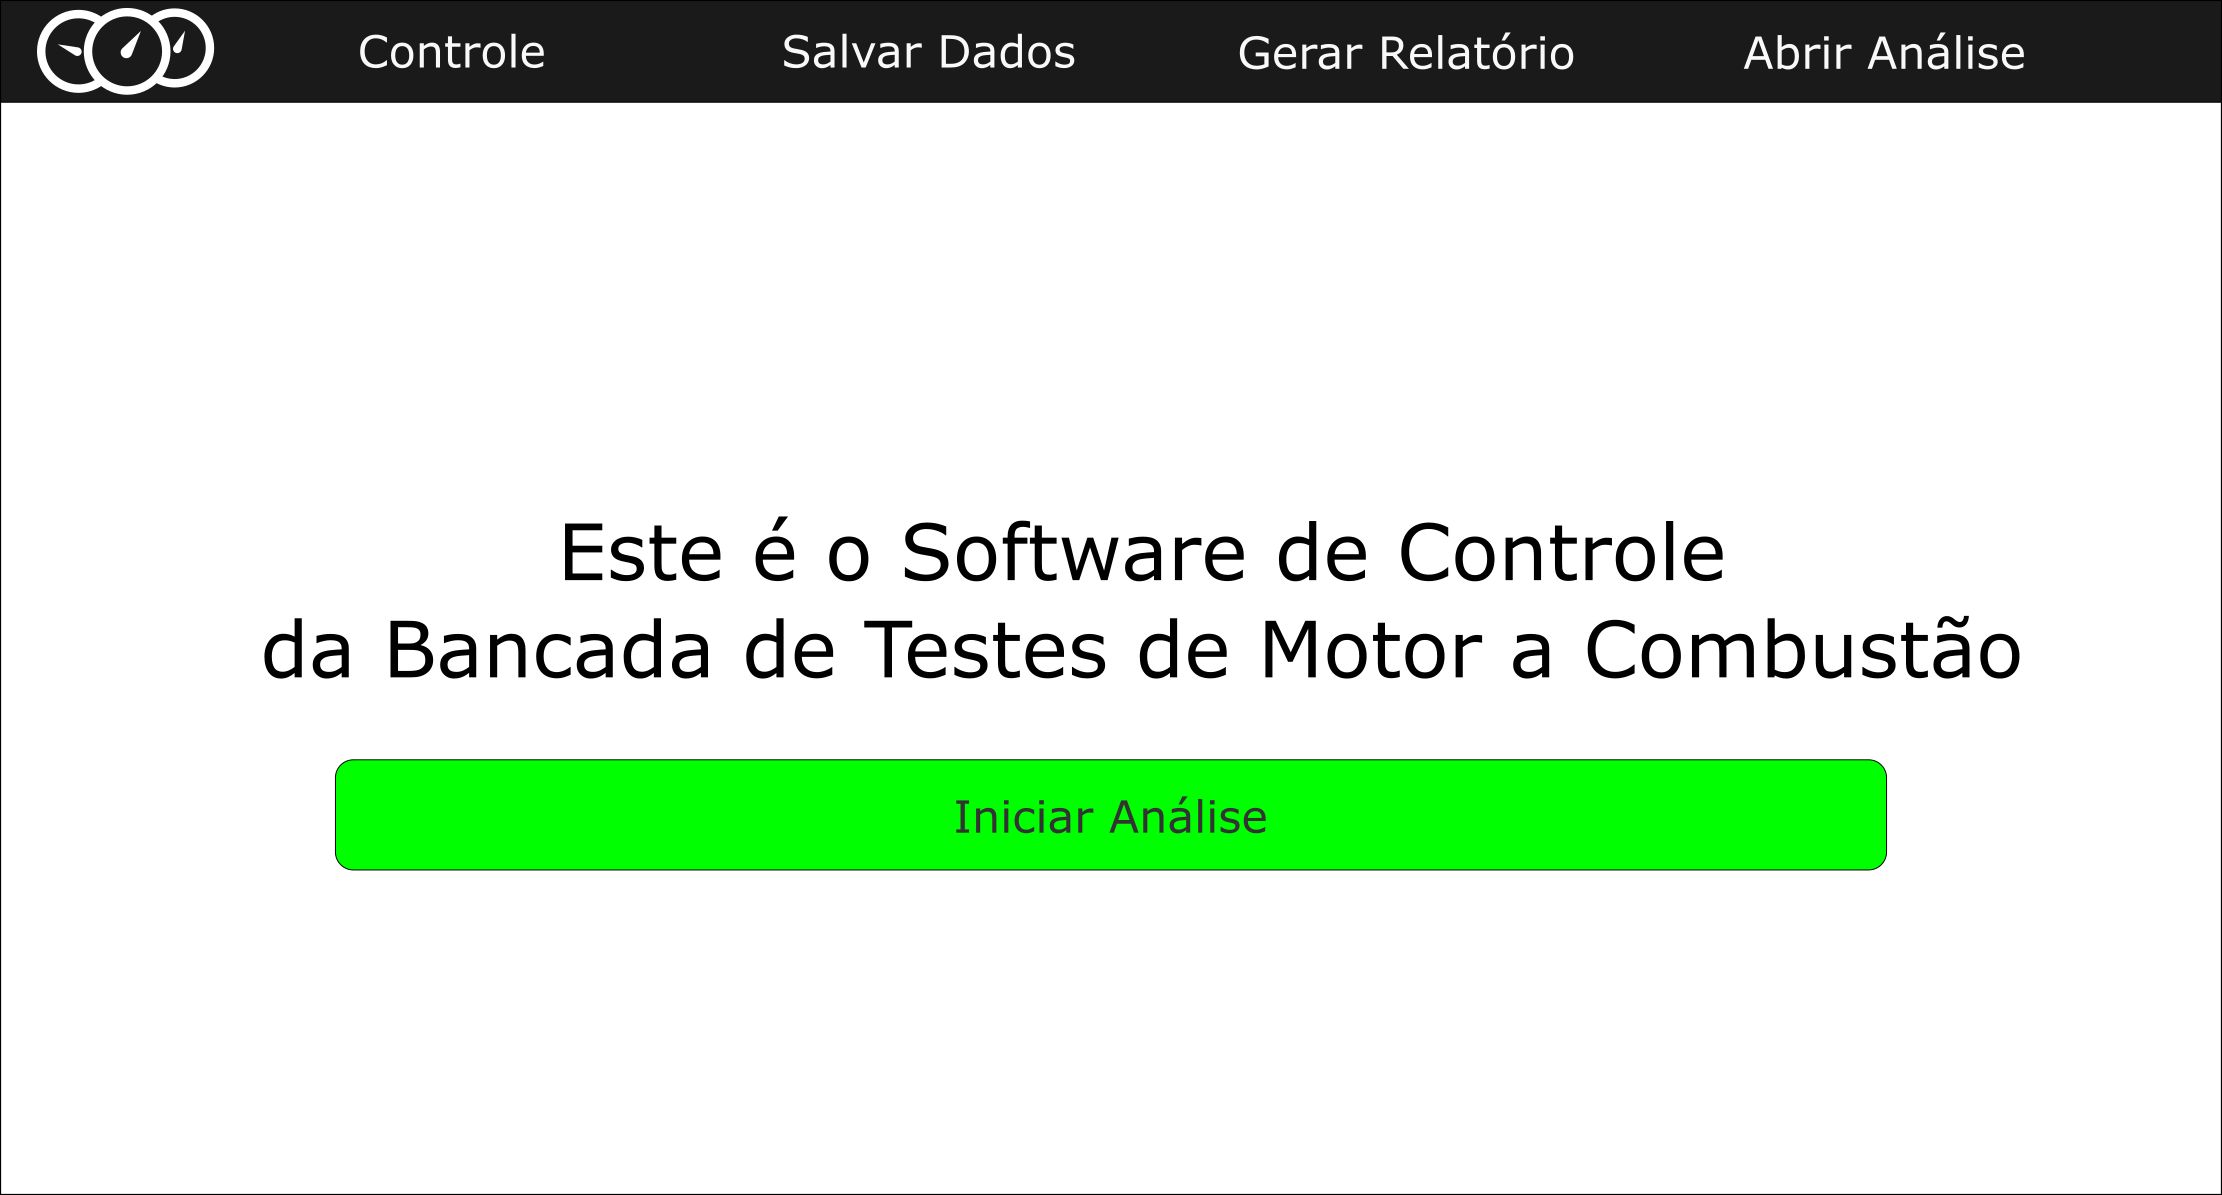 Controle
Salvar Dados
Gerar Relatório
Abrir Análise
Este é o Software de Controle
da Bancada de Testes de Motor a Combustão
Iniciar Análise